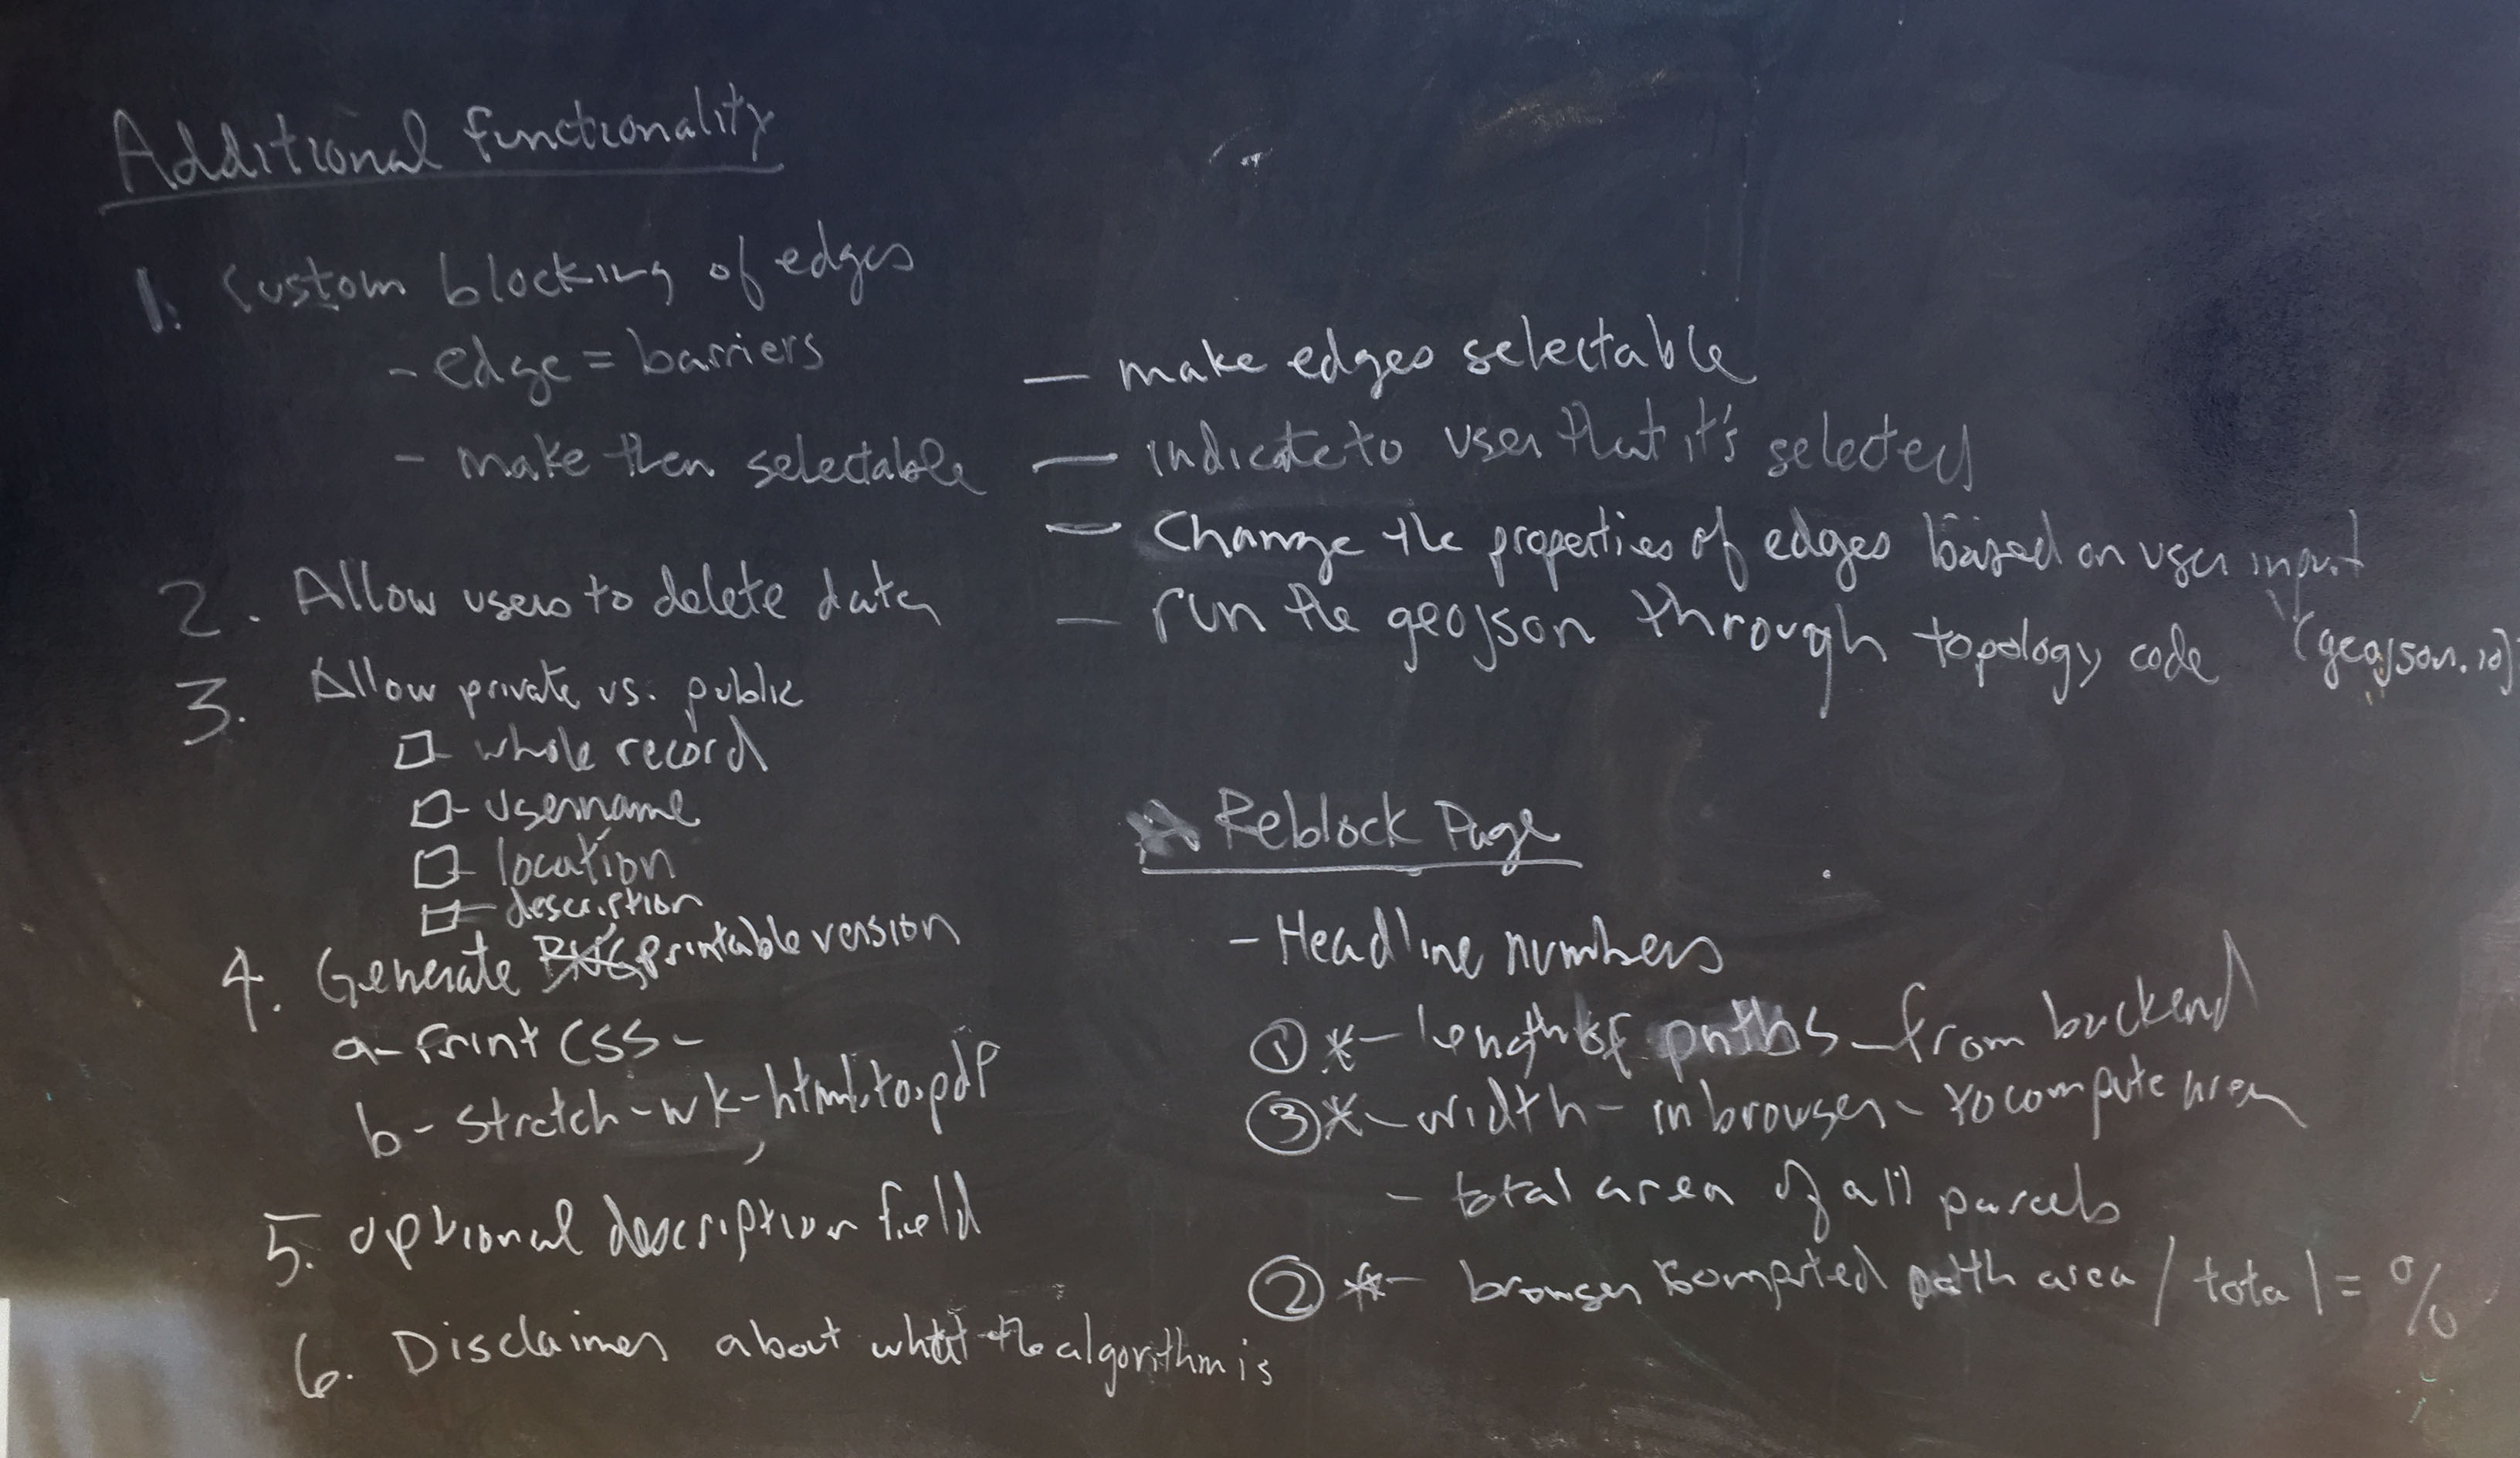 Additional functionality
1. Custom blocking of edges
- edge = barriers
- make then selectable
— make edges selectable
— indicate to user that it's selected
— Change the properties of edges based on user input
(geojson.io)
— run the geojson through topology code
2. Allow users to delete data
3. Allow private vs. public
□ whole record
□ username
□ location
□ description
4. Generate printable version
a- Print CSS -
b - stretch - wk-html.to.pdf
5. optional description field
6. Disclaimer about what the algorithm is
Reblock Page
- Headline numbers
① * - length of paths - from backend
③ * - width - in browser - to compute area
- total area of all parcels
② * - browser computed path area / total = %